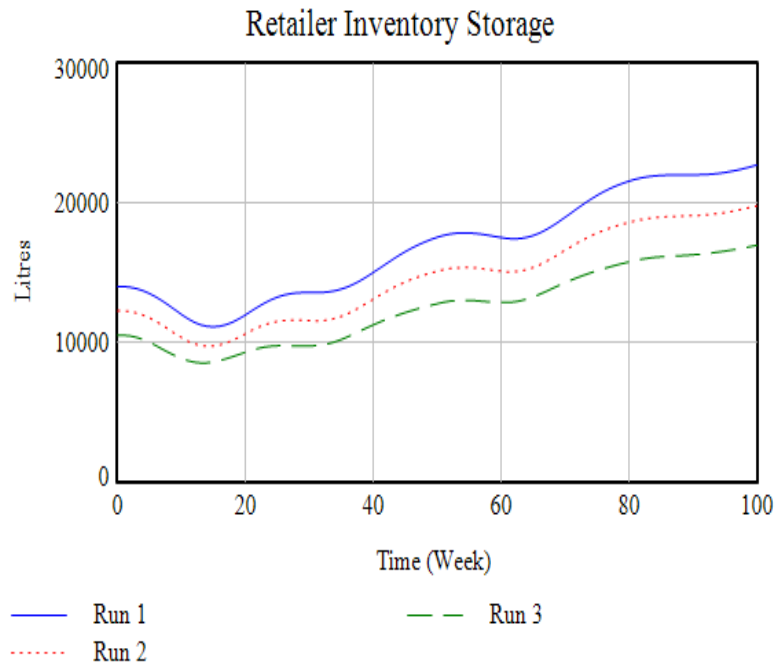 Retailer Inventory Storage
30000
20000
10000
0
Litres
0 20 40 60 80 100
Time (Week)
Run 1 Run 3
Run 2